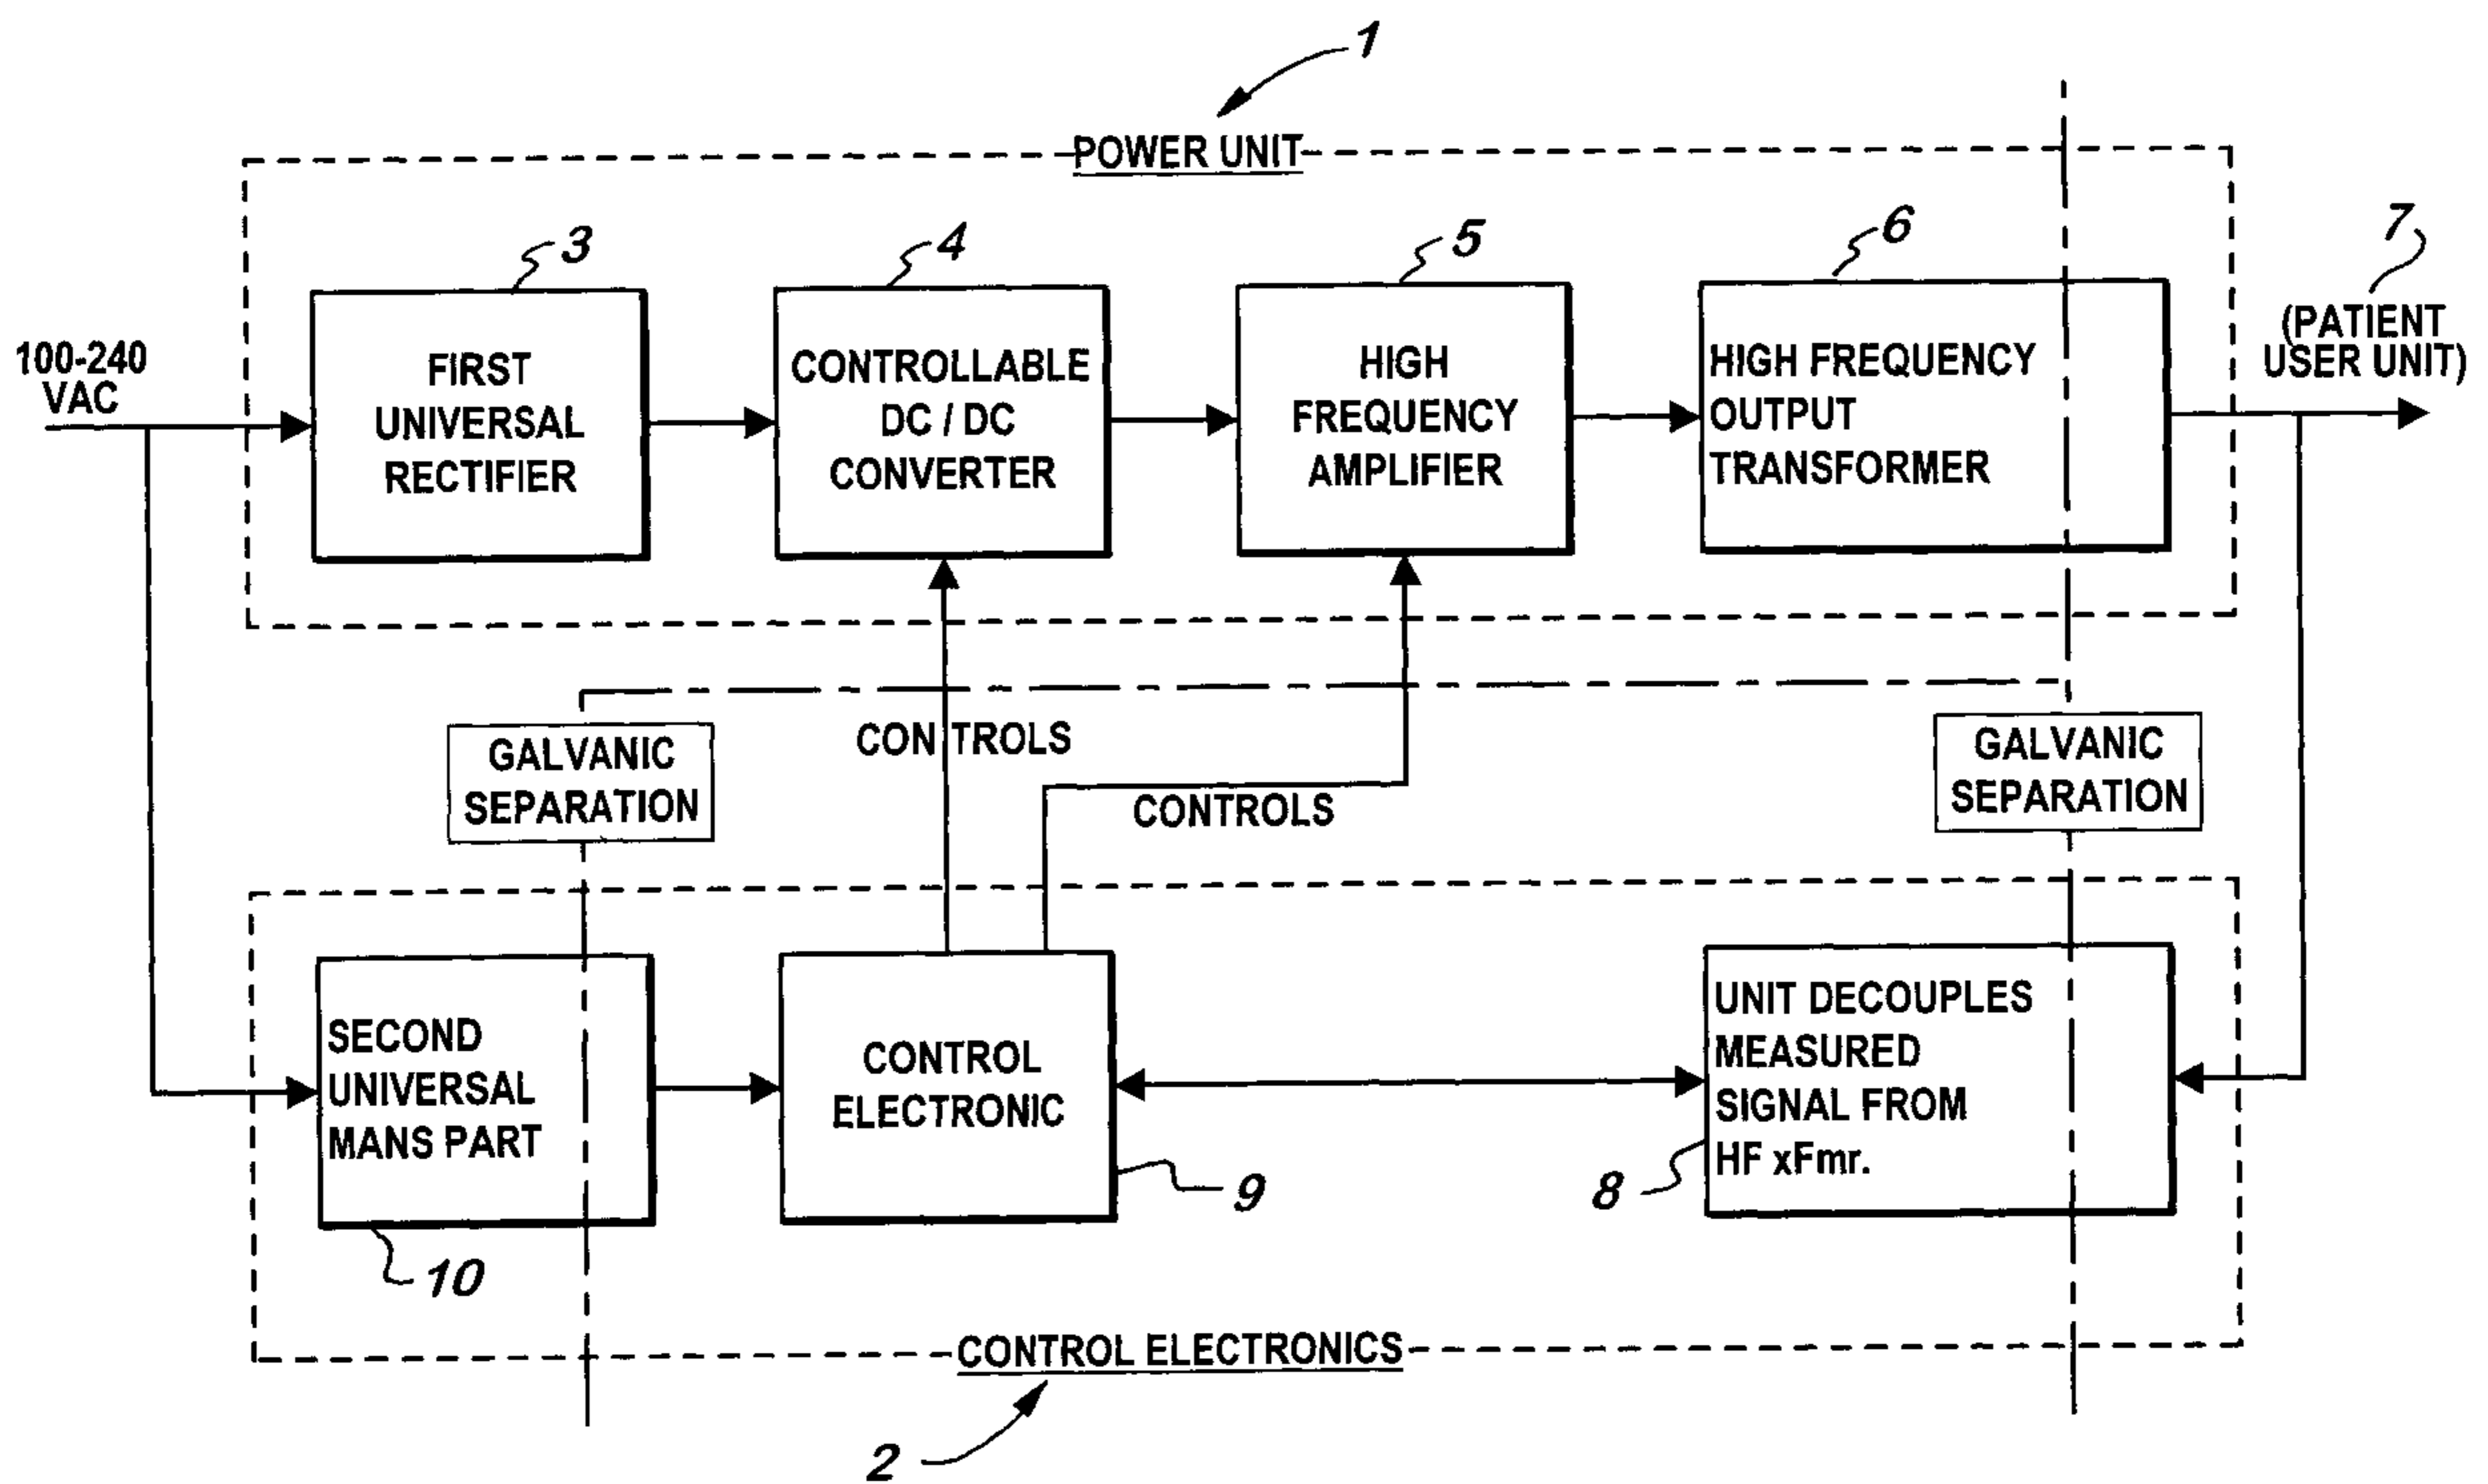 1
POWER UNIT
3
4
5
6
7
100-240
VAC
FIRST
UNIVERSAL
RECTIFIER
CONTROLLABLE
DC / DC
CONVERTER
HIGH
FREQUENCY
AMPLIFIER
HIGH FREQUENCY
OUTPUT
TRANSFORMER
(PATIENT
USER UNIT)
GALVANIC
SEPARATION
CONTROLS
CONTROLS
GALVANIC
SEPARATION
SECOND
UNIVERSAL
MANS PART
10
CONTROL
ELECTRONIC
9
UNIT DECOUPLES
MEASURED
SIGNAL FROM
HF xFmr.
8
CONTROL ELECTRONICS
2